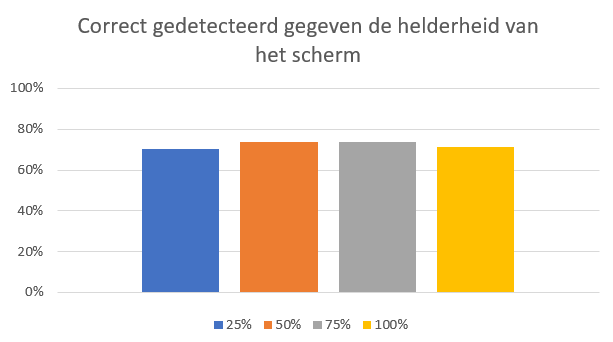 Correct gedetecteerd gegeven de helderheid van
het scherm
100%
80%
60%
40%
20%
0%
25% 50% 75% 100%